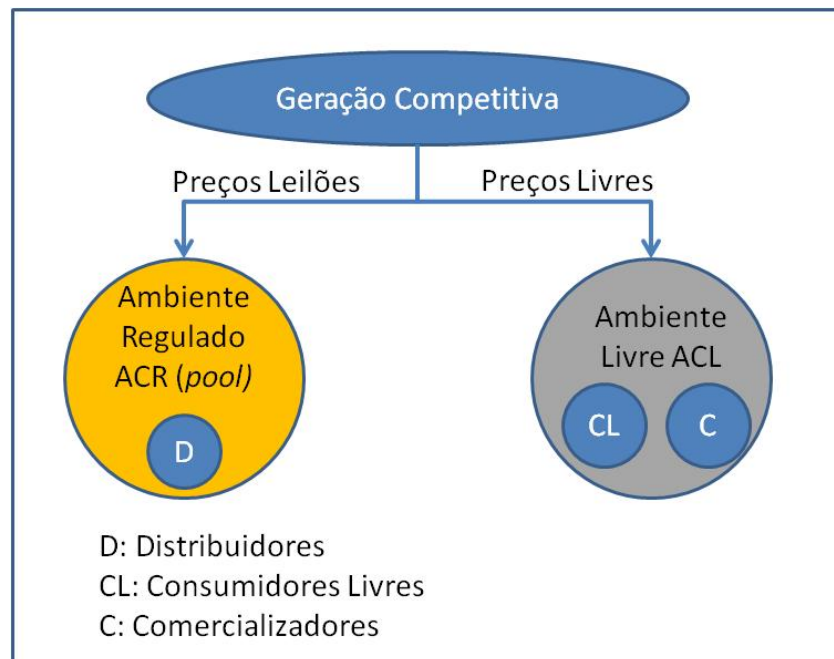 Geração Competitiva
Preços Leilões
Preços Livres
Ambiente
Regulado
ACR (pool)
D
Ambiente
Livre ACL
CL
C
D: Distribuidores
CL: Consumidores Livres
C: Comercializadores